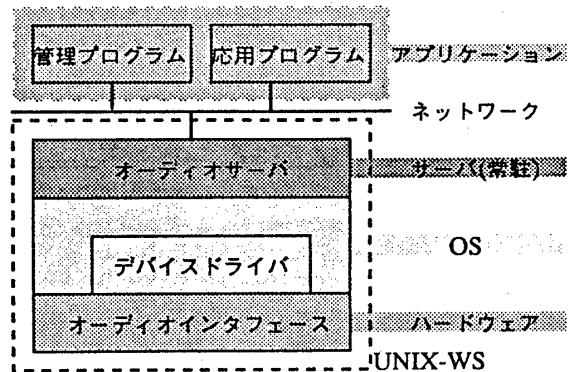 管理プログラム 応用プログラム アプリケーション
ネットワーク
オーディオサーバ サーバ(常駐)
OS
デバイスドライバ
オーディオインタフェース ハードウェア
UNIX-WS